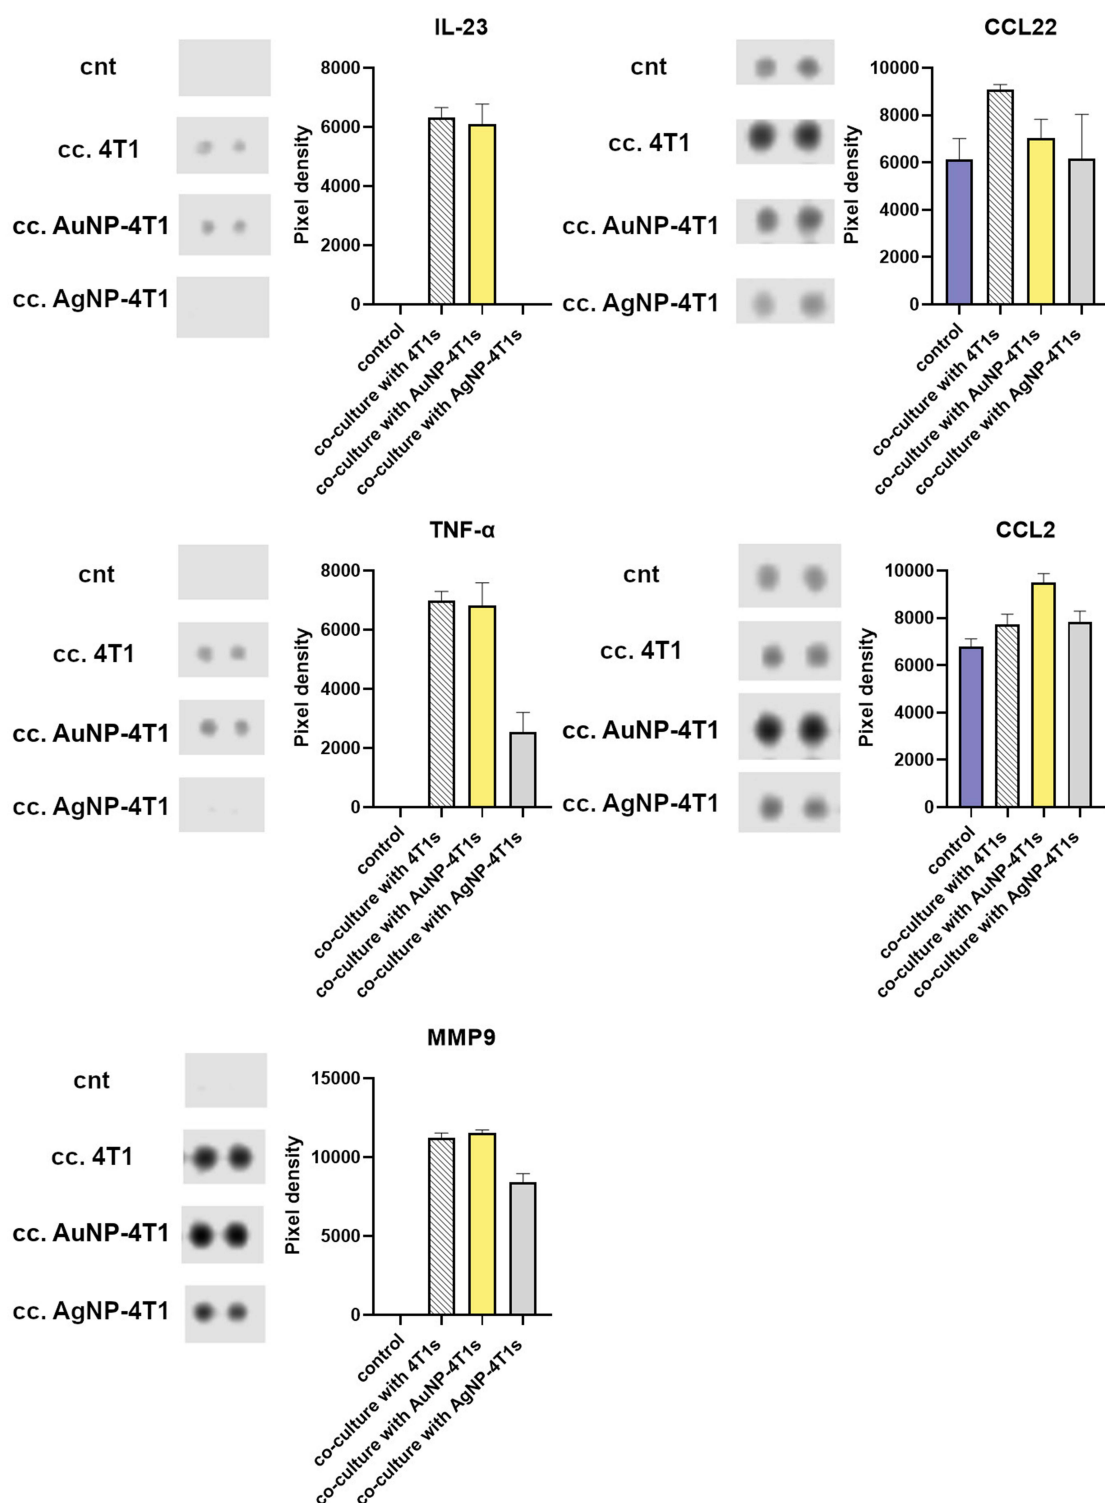 IL-23
cnt
cc. 4T1
cc. AuNP-4T1
cc. AgNP-4T1
Pixel density
8000
6000
4000
2000
0
control
co-culture with 4T1s
co-culture with AuNP-4T1s
co-culture with AgNP-4T1s
CCL22
cnt
cc. 4T1
cc. AuNP-4T1
cc. AgNP-4T1
Pixel density
10000
8000
6000
4000
2000
0
control
co-culture with 4T1s
co-culture with AuNP-4T1s
co-culture with AgNP-4T1s
TNF-α
cnt
cc. 4T1
cc. AuNP-4T1
cc. AgNP-4T1
Pixel density
8000
6000
4000
2000
0
control
co-culture with 4T1s
co-culture with AuNP-4T1s
co-culture with AgNP-4T1s
CCL2
cnt
cc. 4T1
cc. AuNP-4T1
cc. AgNP-4T1
Pixel density
10000
8000
6000
4000
2000
0
control
co-culture with 4T1s
co-culture with AuNP-4T1s
co-culture with AgNP-4T1s
MMP9
cnt
cc. 4T1
cc. AuNP-4T1
cc. AgNP-4T1
Pixel density
15000
10000
5000
0
control
co-culture with 4T1s
co-culture with AuNP-4T1s
co-culture with AgNP-4T1s